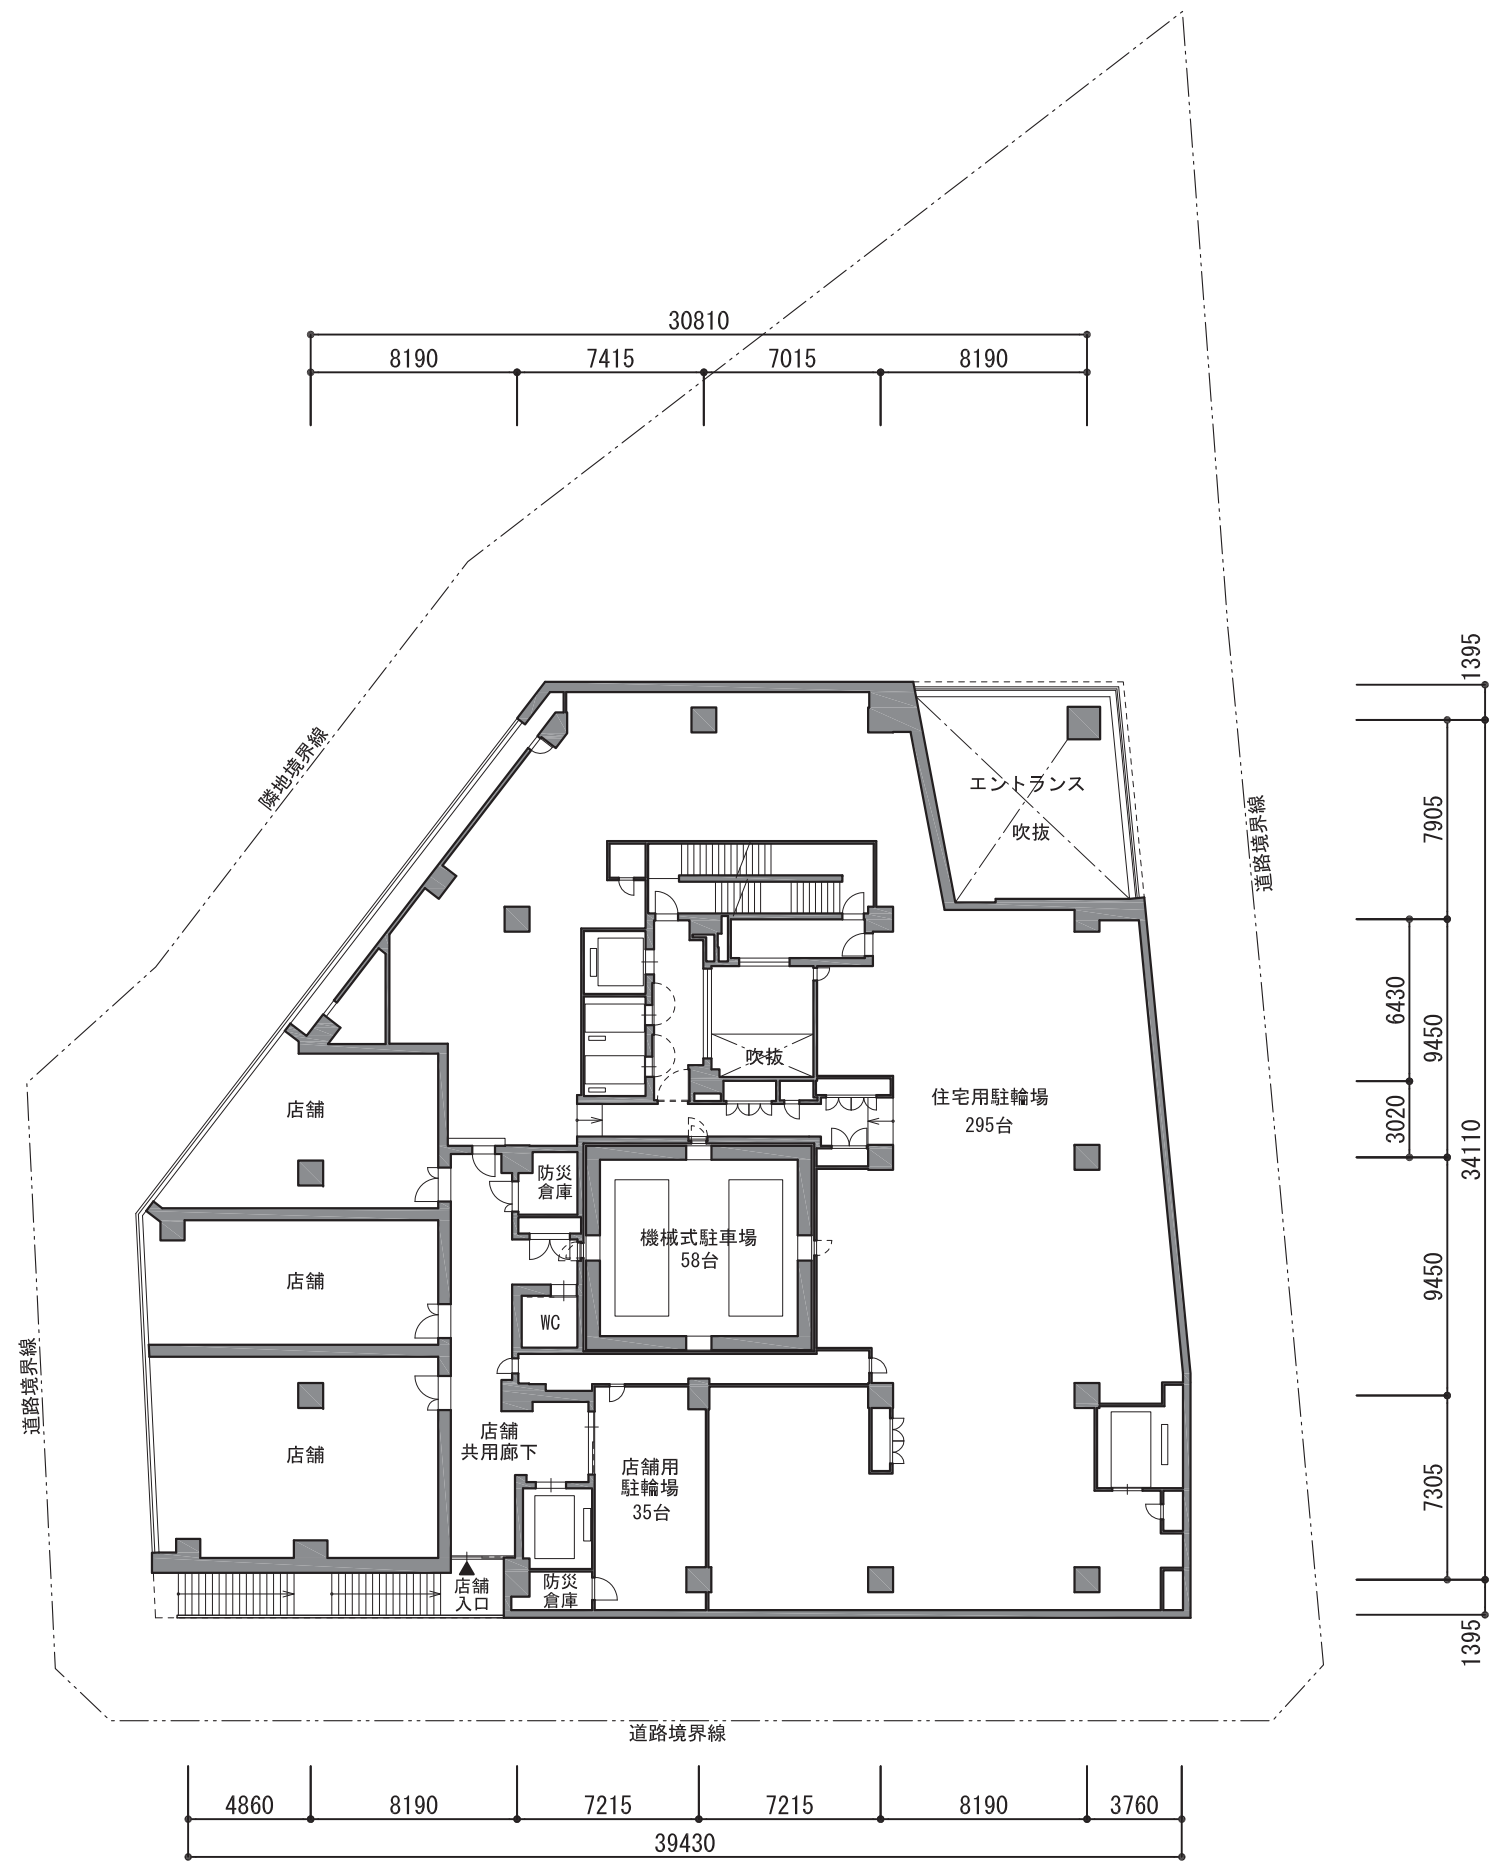 30810
8190
7415
7015
8190
1395
隣地境界線
エントランス
吹抜
道路境界線
7905
6430
9450
吹抜
店舗
住宅用駐輪場
295台
3020
34110
防災
倉庫
機械式駐車場
58台
店舗
9450
WC
道路境界線
店舗
共用廊下
店舗
店舗用
駐輪場
35台
7305
店舗
入口
防災
倉庫
1395
道路境界線
4860
8190
7215
7215
8190
3760
39430